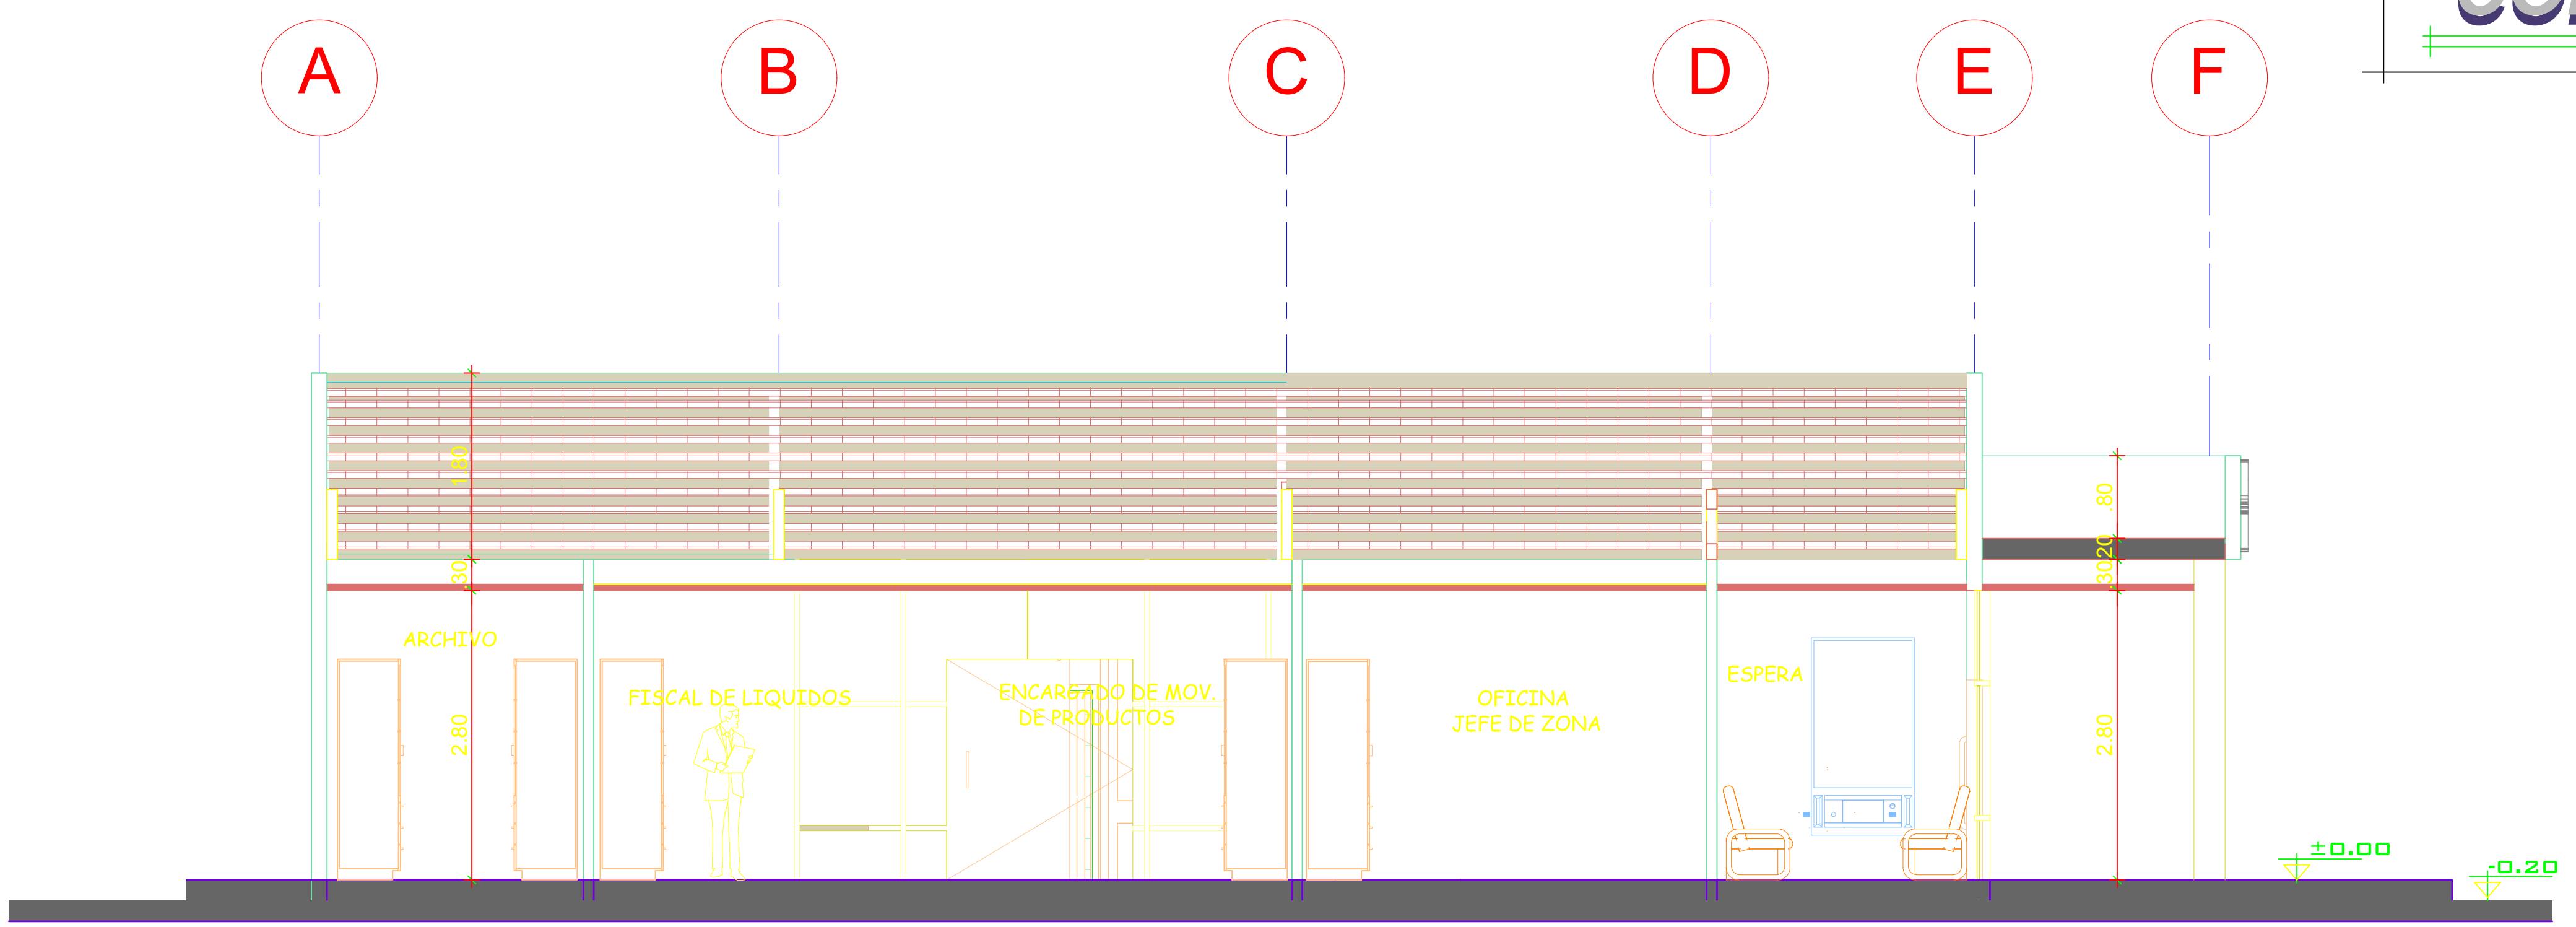 A
B
C
D
E
F
1.80
.80
.20
.30
.30
ARCHIVO
ESPERA
FISCAL DE LIQUIDOS
ENCARGADO DE MOV.
DE PRODUCTOS
OFICINA
JEFE DE ZONA
2.80
2.80
±0.00
-0.20